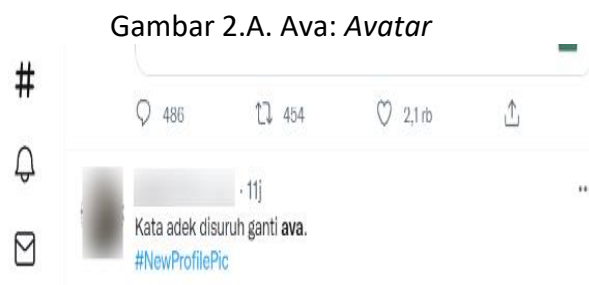 Gambar 2.A. Ava: Avatar
486 454 2,1 rb
· 11j
Kata adek disuruh ganti ava.
#NewProfilePic